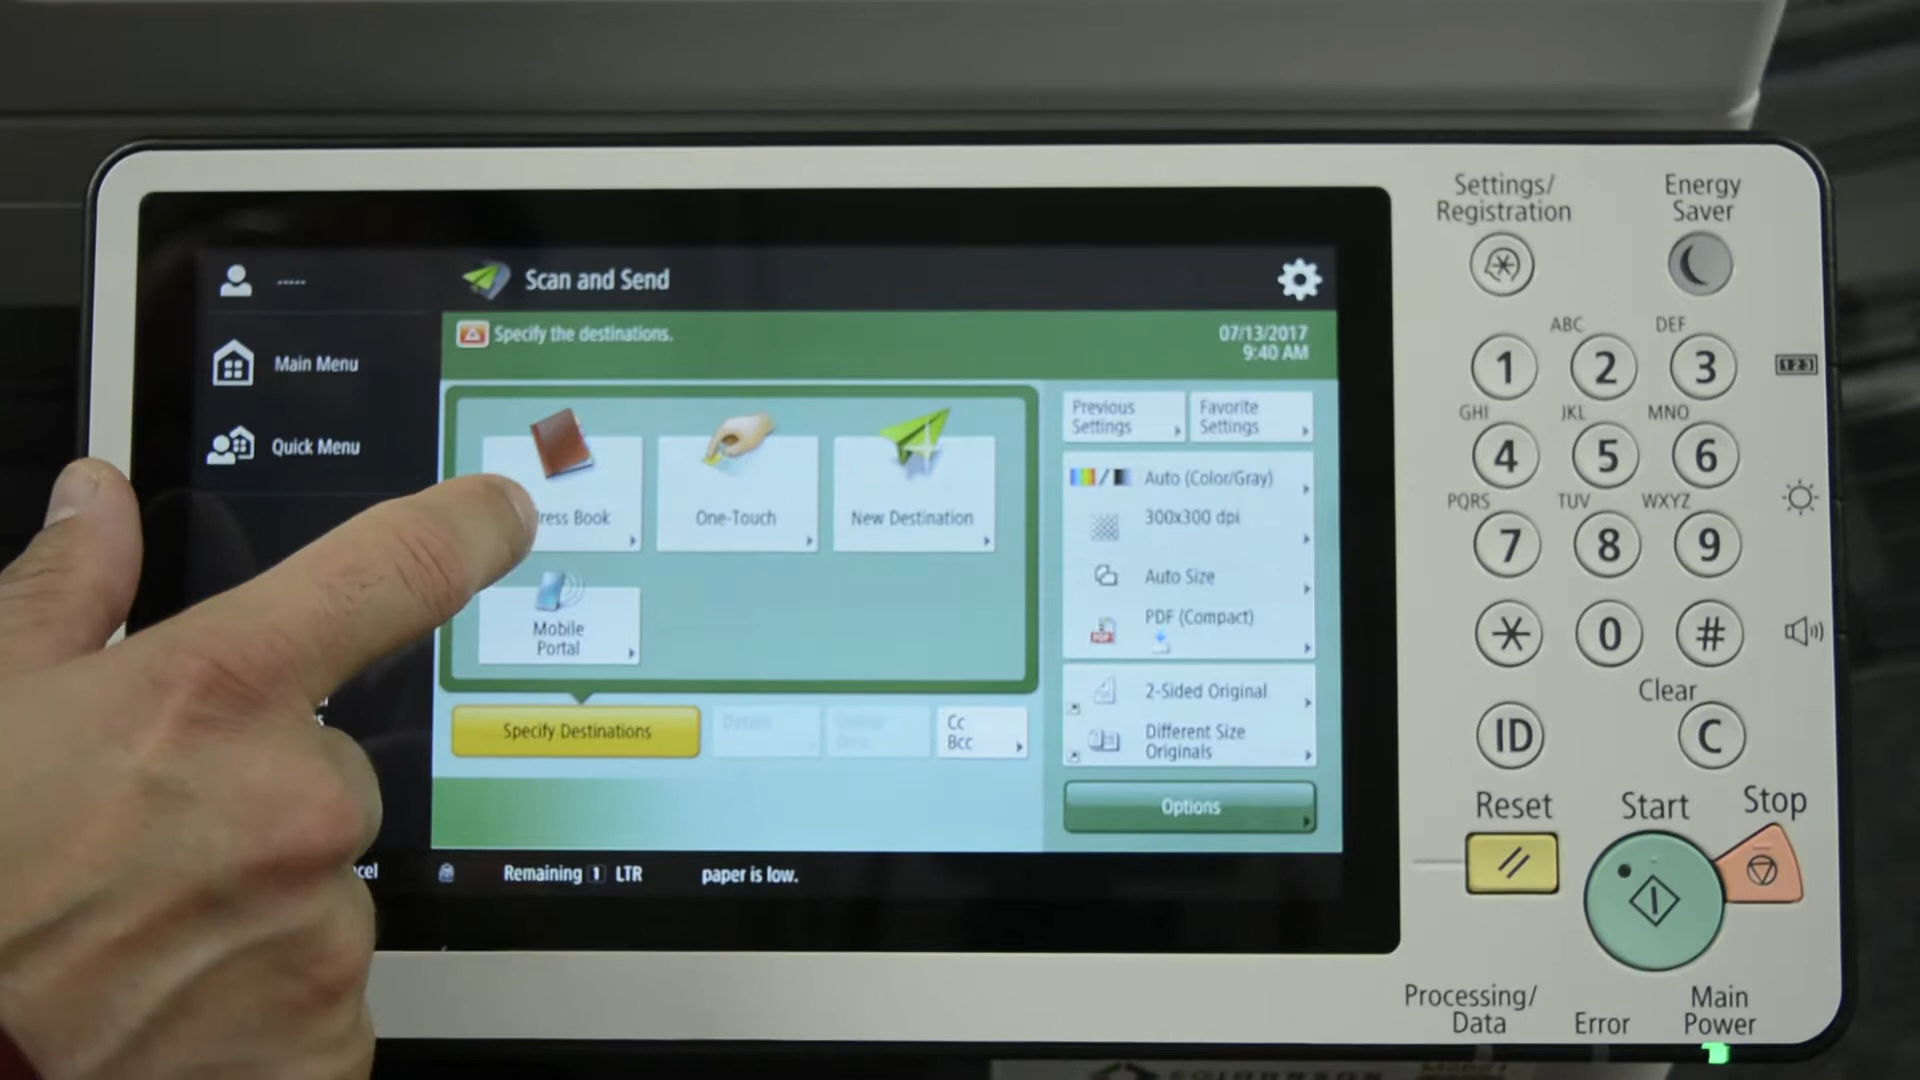 Settings/
Registration
Energy
Saver
-----
Scan and Send
Specify the destinations.
07/13/2017
9:40 AM
Main Menu
Quick Menu
ress Book
One-Touch
New Destination
Mobile
Portal
Previous
Settings
Favorite
Settings
Auto (Color/Gray)
300x300 dpi
Auto Size
PDF (Compact)
PDF
2-Sided Original
Different Size
Originals
Specify Destinations
Details
Cc
Bcc
Options
cel
Remaining 1 LTR paper is low.
ABC
DEF
1
2
3
123
GHI
JKL
MNO
4
5
6
PQRS
TUV
WXYZ
7
8
9
0
#
Clear
ID
C
Reset
Start
Stop
Processing/
Data
Error
Main
Power